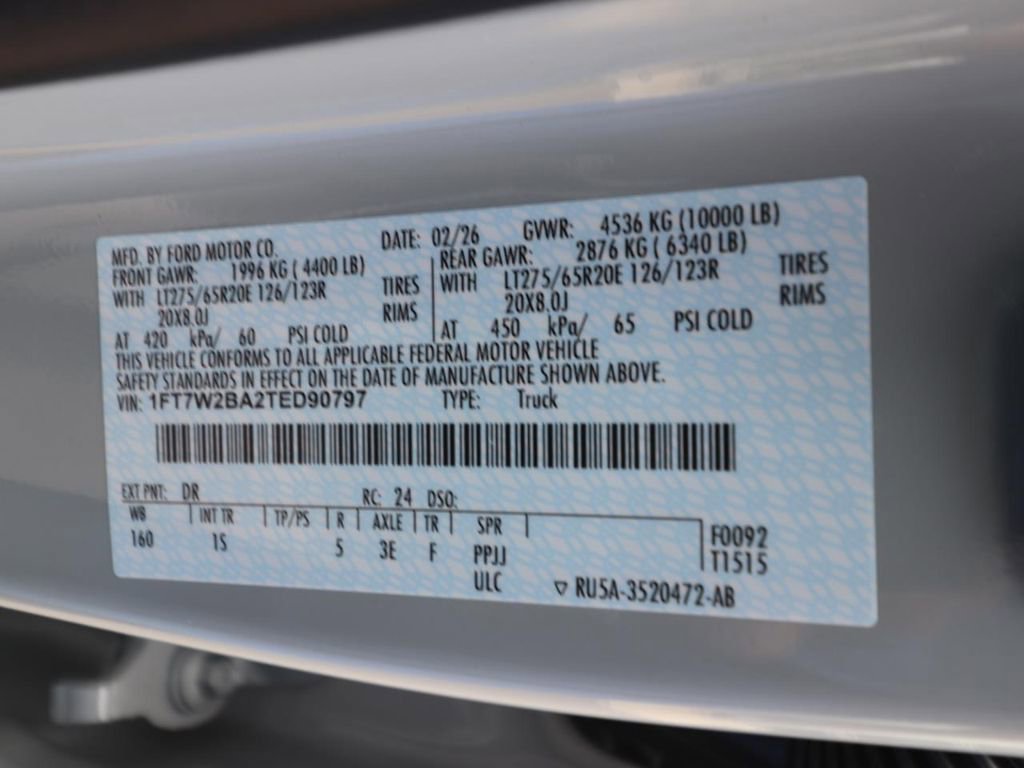 MFD. BY FORD MOTOR CO. DATE: 02/26 GVWR: 4536 KG (10000 LB)
FRONT GAWR: 1996 KG (4400 LB) REAR GAWR: 2876 KG ( 6340 LB)
WITH LT275/65R20E 126/123R TIRES WITH LT275/65R20E 126/123R TIRES
20X8.0J RIMS 20X8.0J RIMS
AT 420 kPa/ 60 PSI COLD AT 450 kPa/ 65 PSI COLD
THIS VEHICLE CONFORMS TO ALL APPLICABLE FEDERAL MOTOR VEHICLE
SAFETY STANDARDS IN EFFECT ON THE DATE OF MANUFACTURE SHOWN ABOVE.
VIN: 1FT7W2BA2TED90797 TYPE: Truck
EXT PNT: DR RC: 24 DSO:
WB INT TR TP/PS R AXLE TR SPR F0092
160 1S 5 3E F PPJJ T1515
ULC ▽ RU5A-3520472-AB